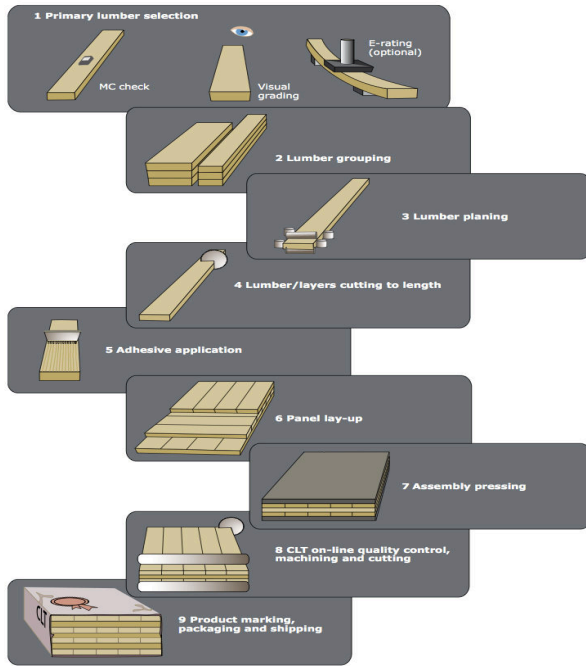 1 Primary lumber selection
MC check
Visual
grading
E-rating
(optional)
2 Lumber grouping
3 Lumber planing
4 Lumber/layers cutting to length
5 Adhesive application
6 Panel lay-up
7 Assembly pressing
8 CLT on-line quality control,
machining and cutting
9 Product marking,
packaging and shipping